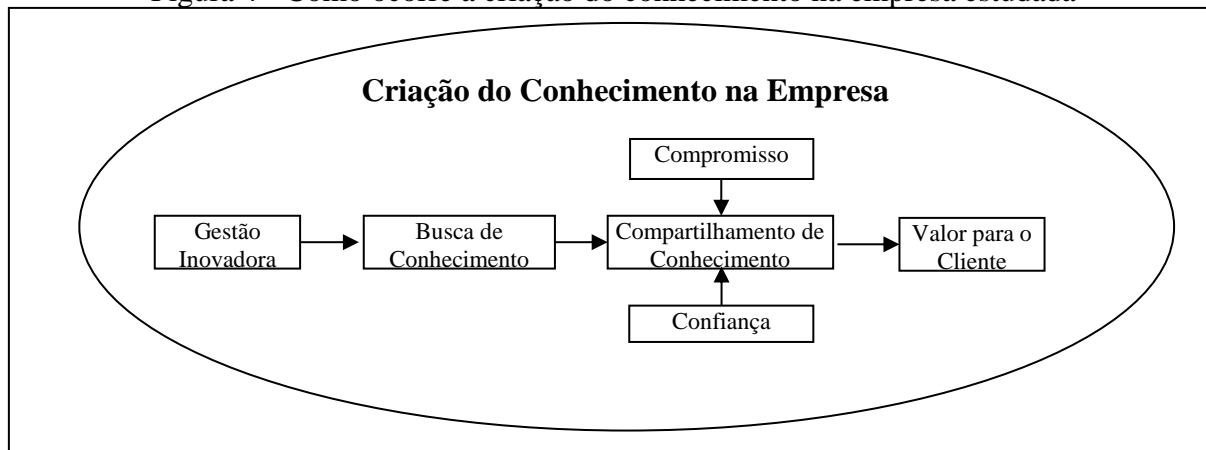 Figura 4 - Como ocorre a criação do conhecimento na empresa estudada
Criação do Conhecimento na Empresa
Compromisso
Gestão
Inovadora
Busca de
Conhecimento
Compartilhamento de
Conhecimento
Valor para o
Cliente
Confiança